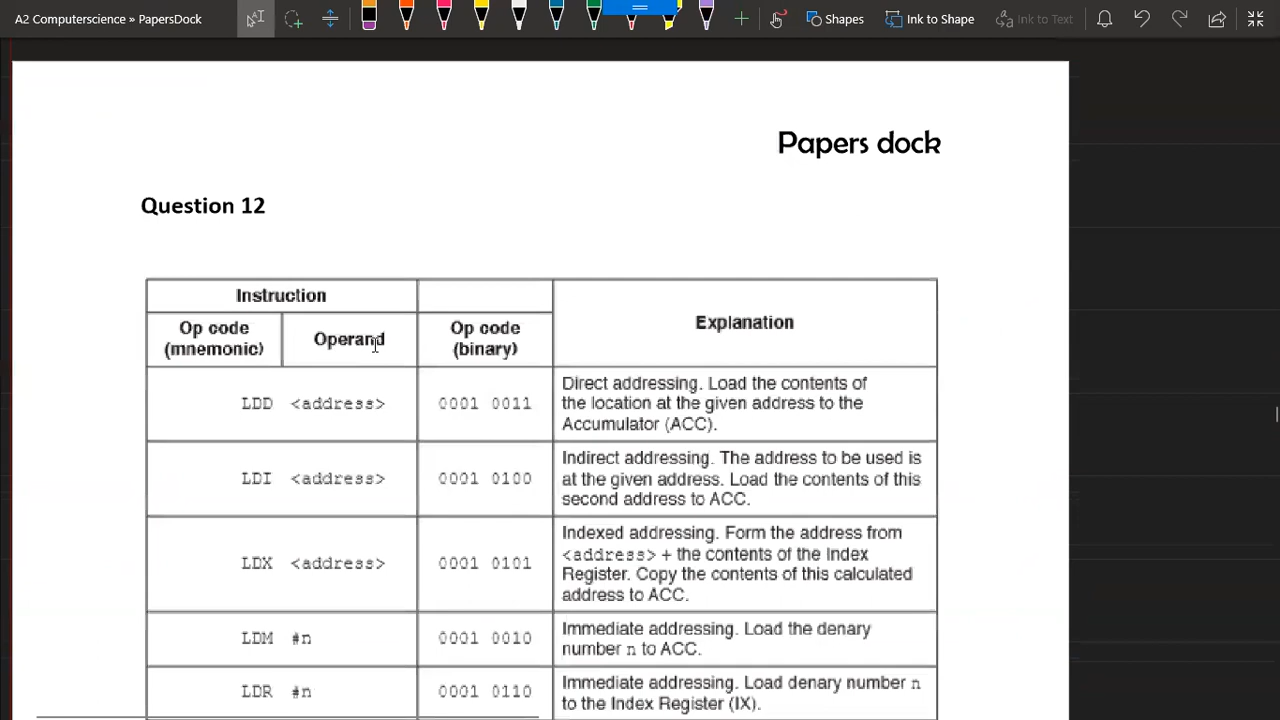 A2 Computerscience » PapersDock
Shapes
Ink to Shape
Ink to Text
Papers dock
Question 12
Instruction
Op code
(mnemonic)
Operand
Op code
(binary)
Explanation
LDD <address>
0001 0011
Direct addressing. Load the contents of
the location at the given address to the
Accumulator (ACC).
LDI <address>
0001 0100
Indirect addressing. The address to be used is
at the given address. Load the contents of this
second address to ACC.
LDX <address>
0001 0101
Indexed addressing. Form the address from
<address> + the contents of the Index
Register. Copy the contents of this calculated
address to ACC.
LDM #n
0001 0010
Immediate addressing. Load the denary
number n to ACC.
LDR #n
0001 0110
Immediate addressing. Load denary number n
to the Index Register (IX).